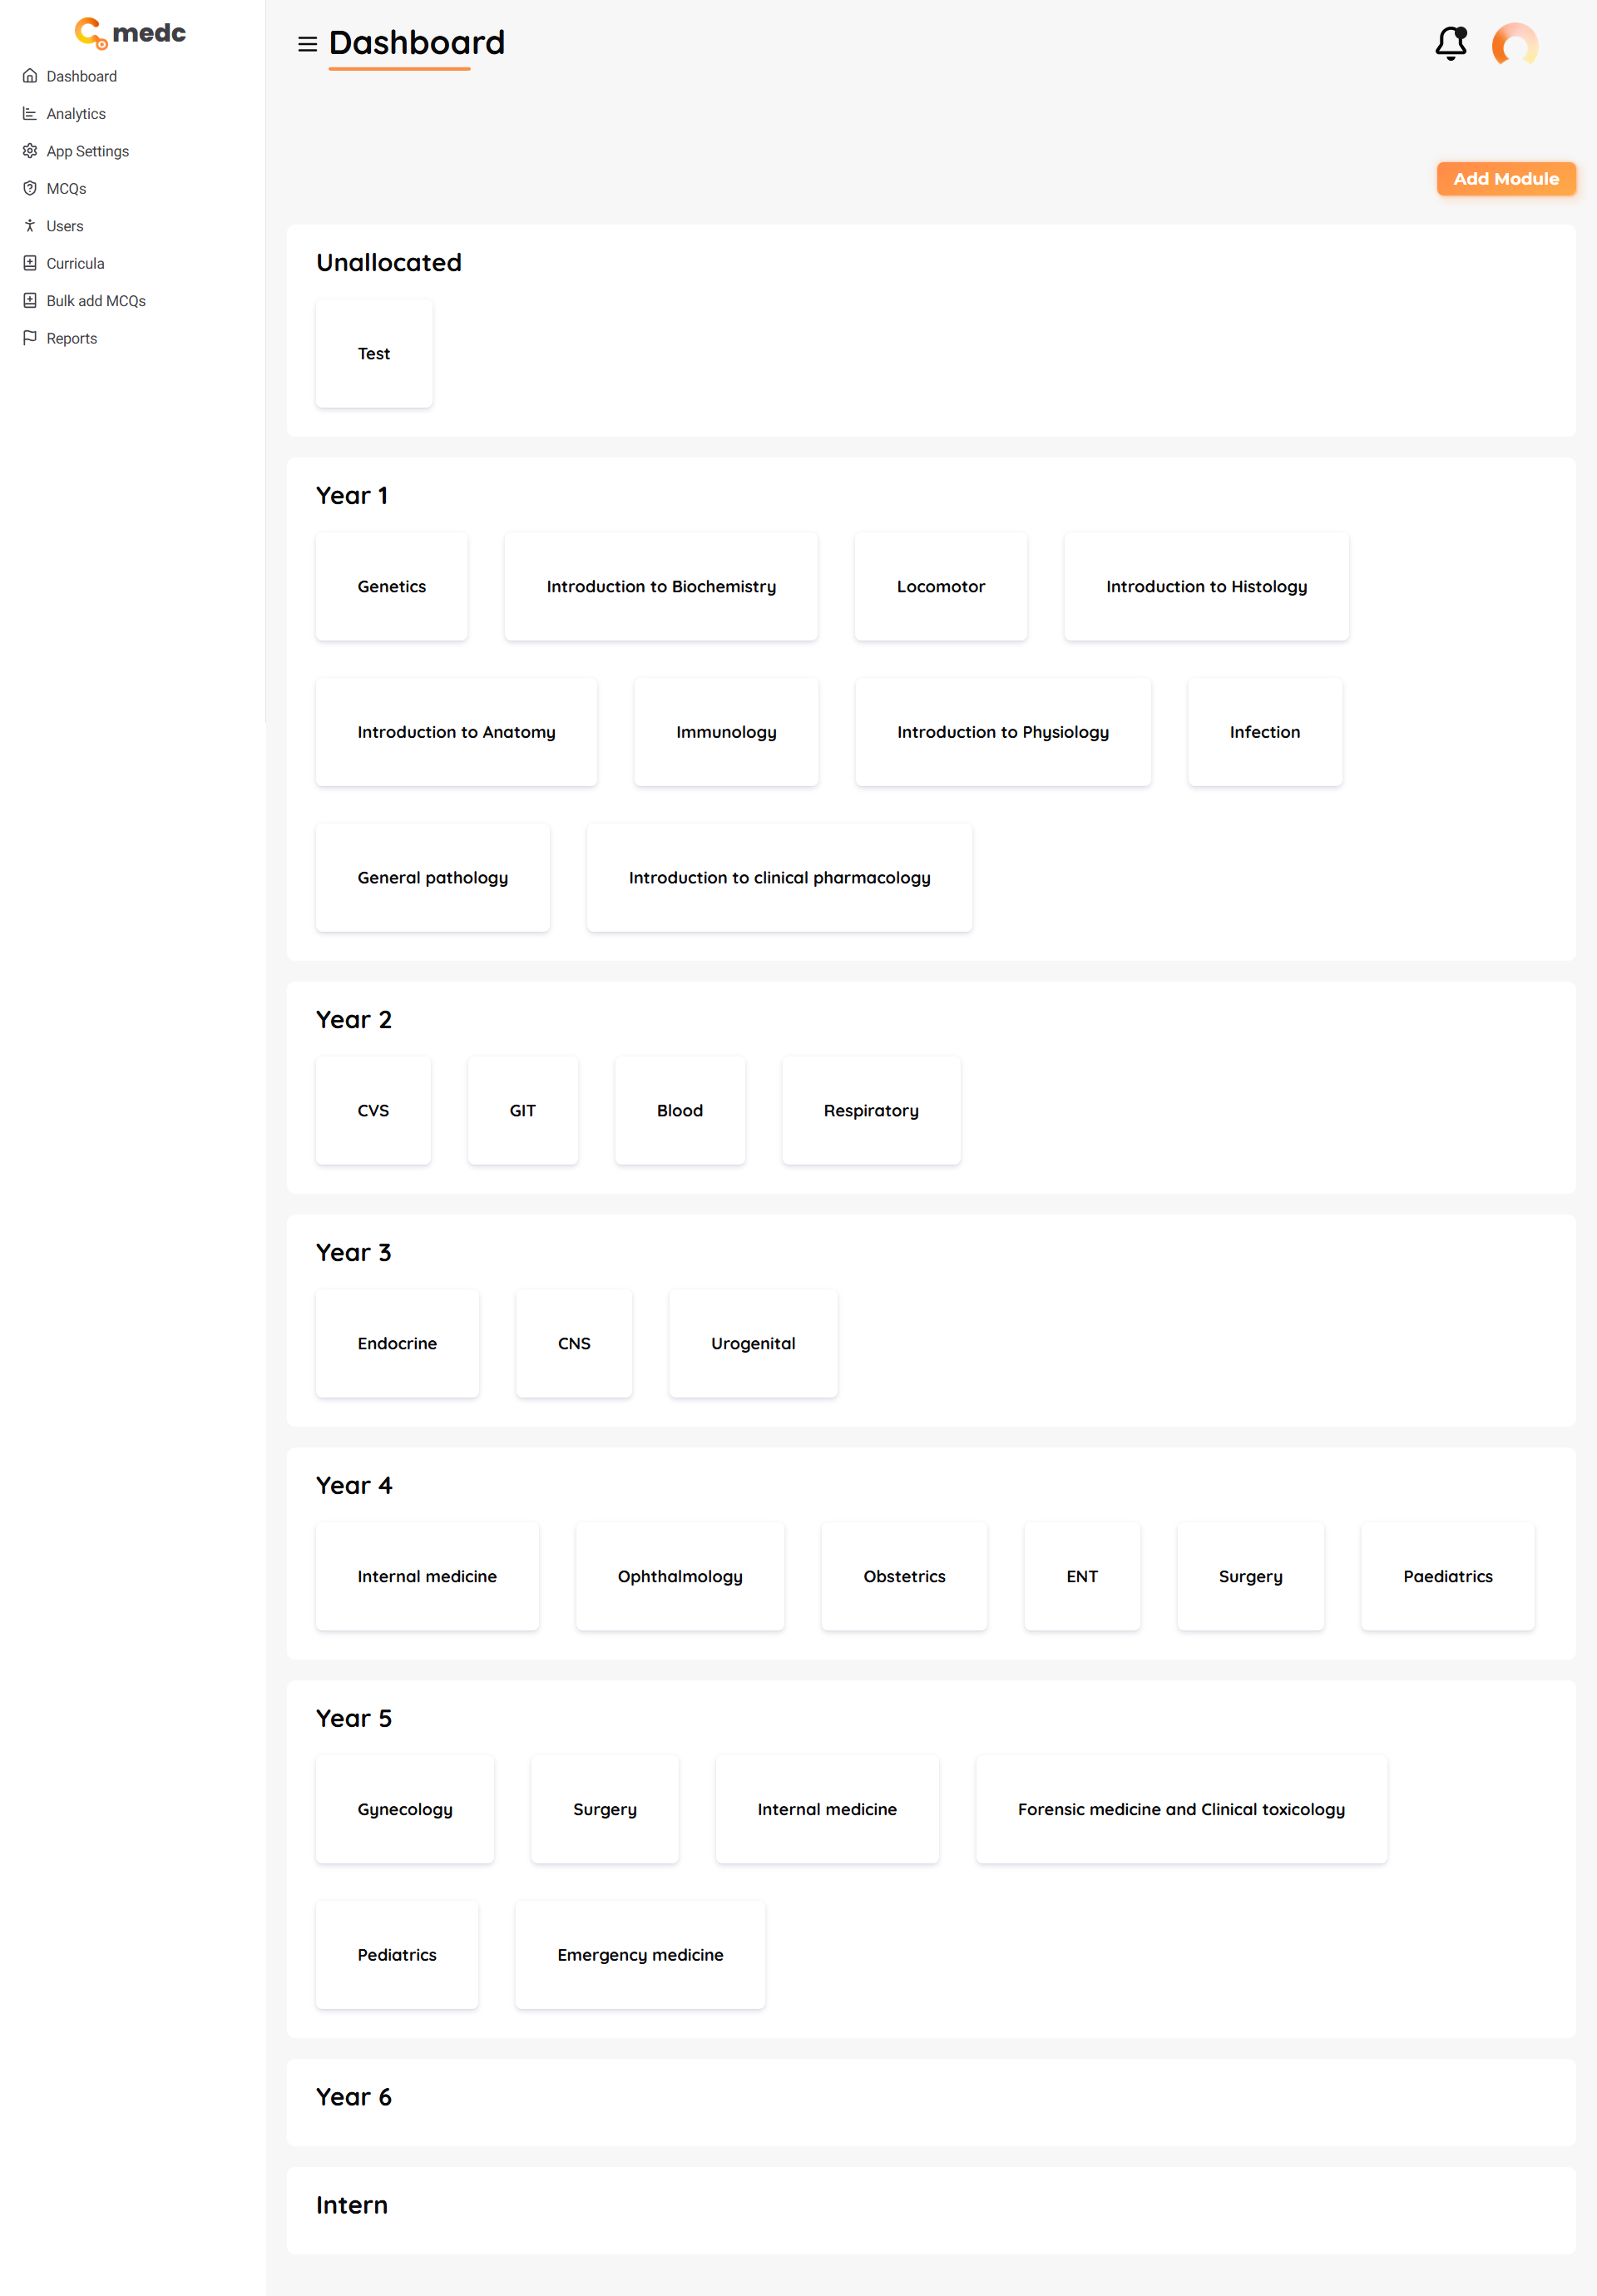 medc
Dashboard
Analytics
App Settings
MCQs
Users
Curricula
Bulk add MCQs
Reports
Dashboard
Add Module
Unallocated
Test
Year 1
Genetics
Introduction to Biochemistry
Locomotor
Introduction to Histology
Introduction to Anatomy
Immunology
Introduction to Physiology
Infection
General pathology
Introduction to clinical pharmacology
Year 2
CVS
GIT
Blood
Respiratory
Year 3
Endocrine
CNS
Urogenital
Year 4
Internal medicine
Ophthalmology
Obstetrics
ENT
Surgery
Paediatrics
Year 5
Gynecology
Surgery
Internal medicine
Forensic medicine and Clinical toxicology
Pediatrics
Emergency medicine
Year 6
Intern